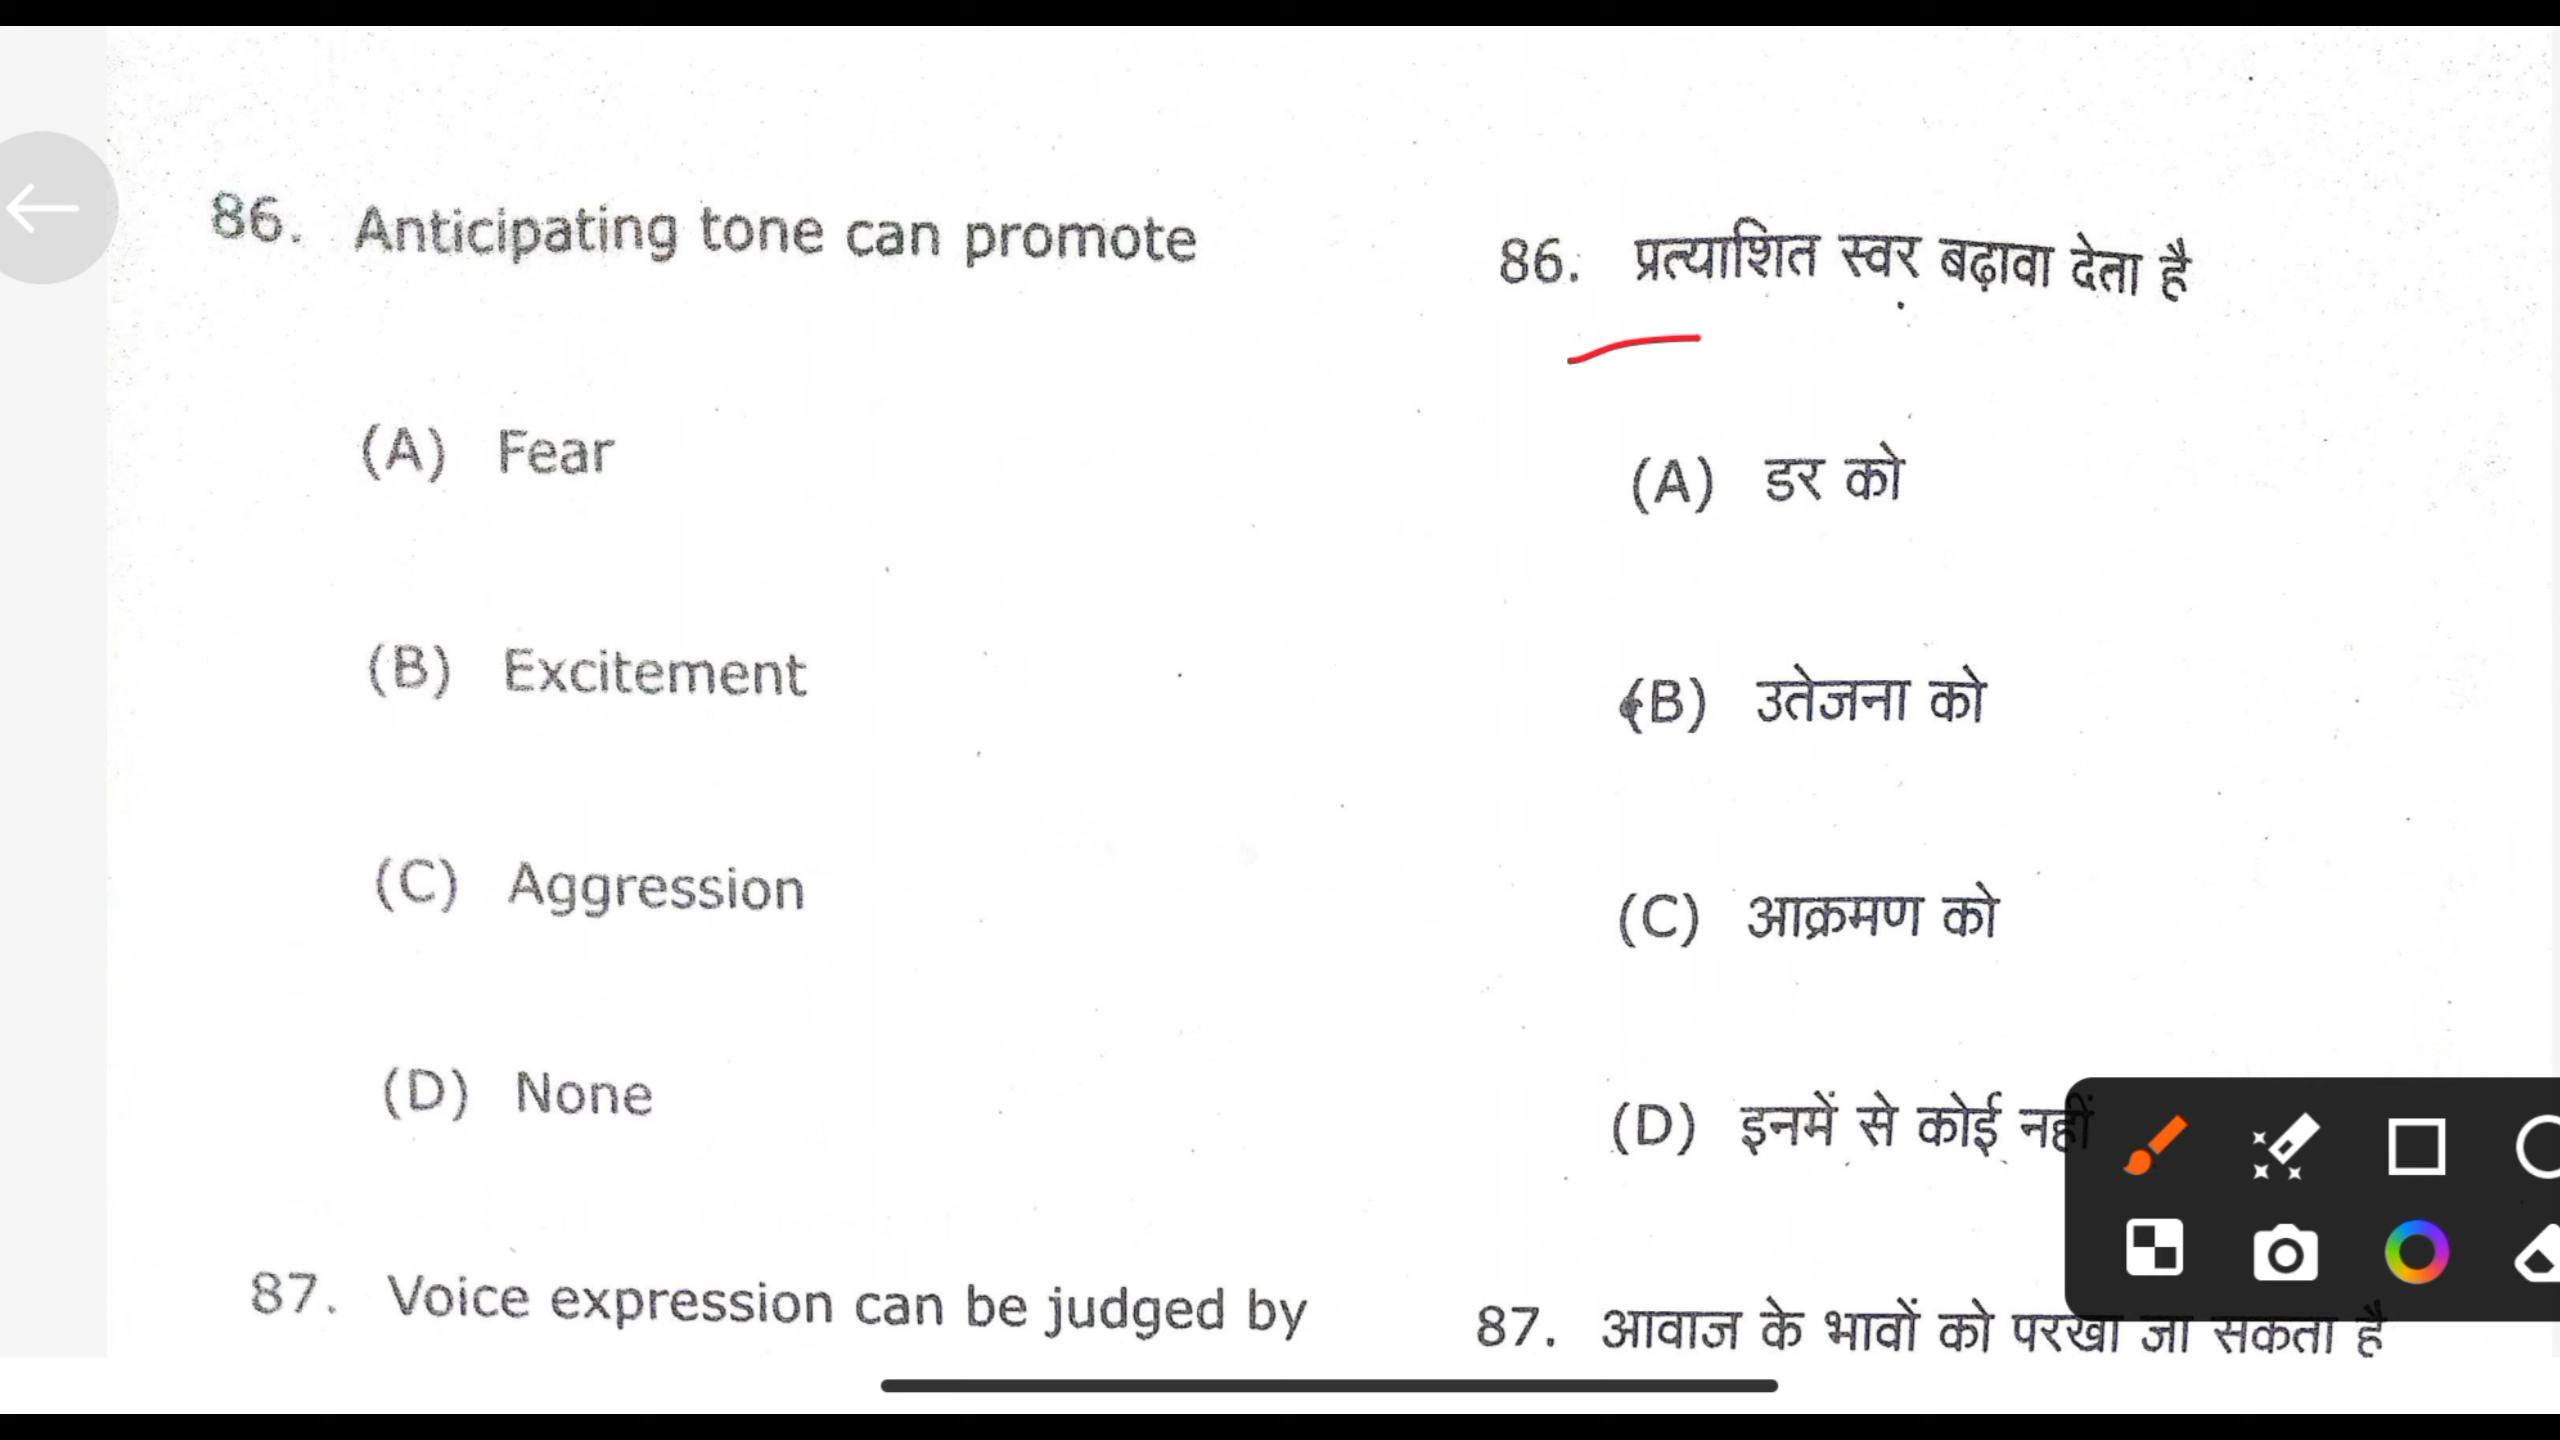 86. Anticipating tone can promote
(A) Fear
(B) Excitement
(C) Aggression
(D) None
87. Voice expression can be judged by
86. प्रत्याशित स्वर बढ़ावा देता है
(A) डर को
(B) उतेजना को
(C) आक्रमण को
(D) इनमें से कोई नहीं
87. आवाज के भावों को परखा जा सकता है